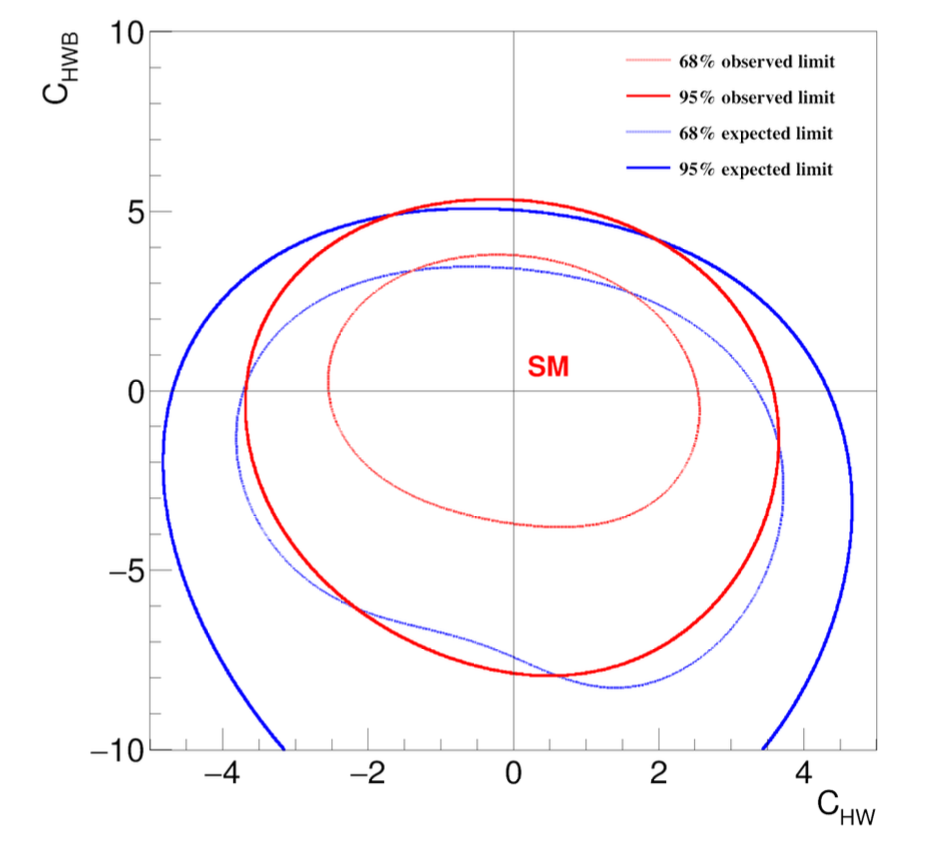 10
C_HWB
68% observed limit
95% observed limit
68% expected limit
95% expected limit
5
SM
0
−5
−10
−4 −2 0 2 4
C_HW